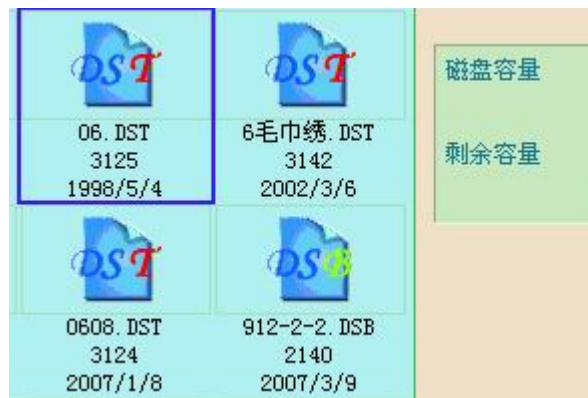 DST
DST
06.DST
6毛巾绣.DST
3125
3142
1998/5/4
2002/3/6
DST
DSB
0608.DST
912-2-2.DSB
3124
2140
2007/1/8
2007/3/9
磁盘容量
剩余容量